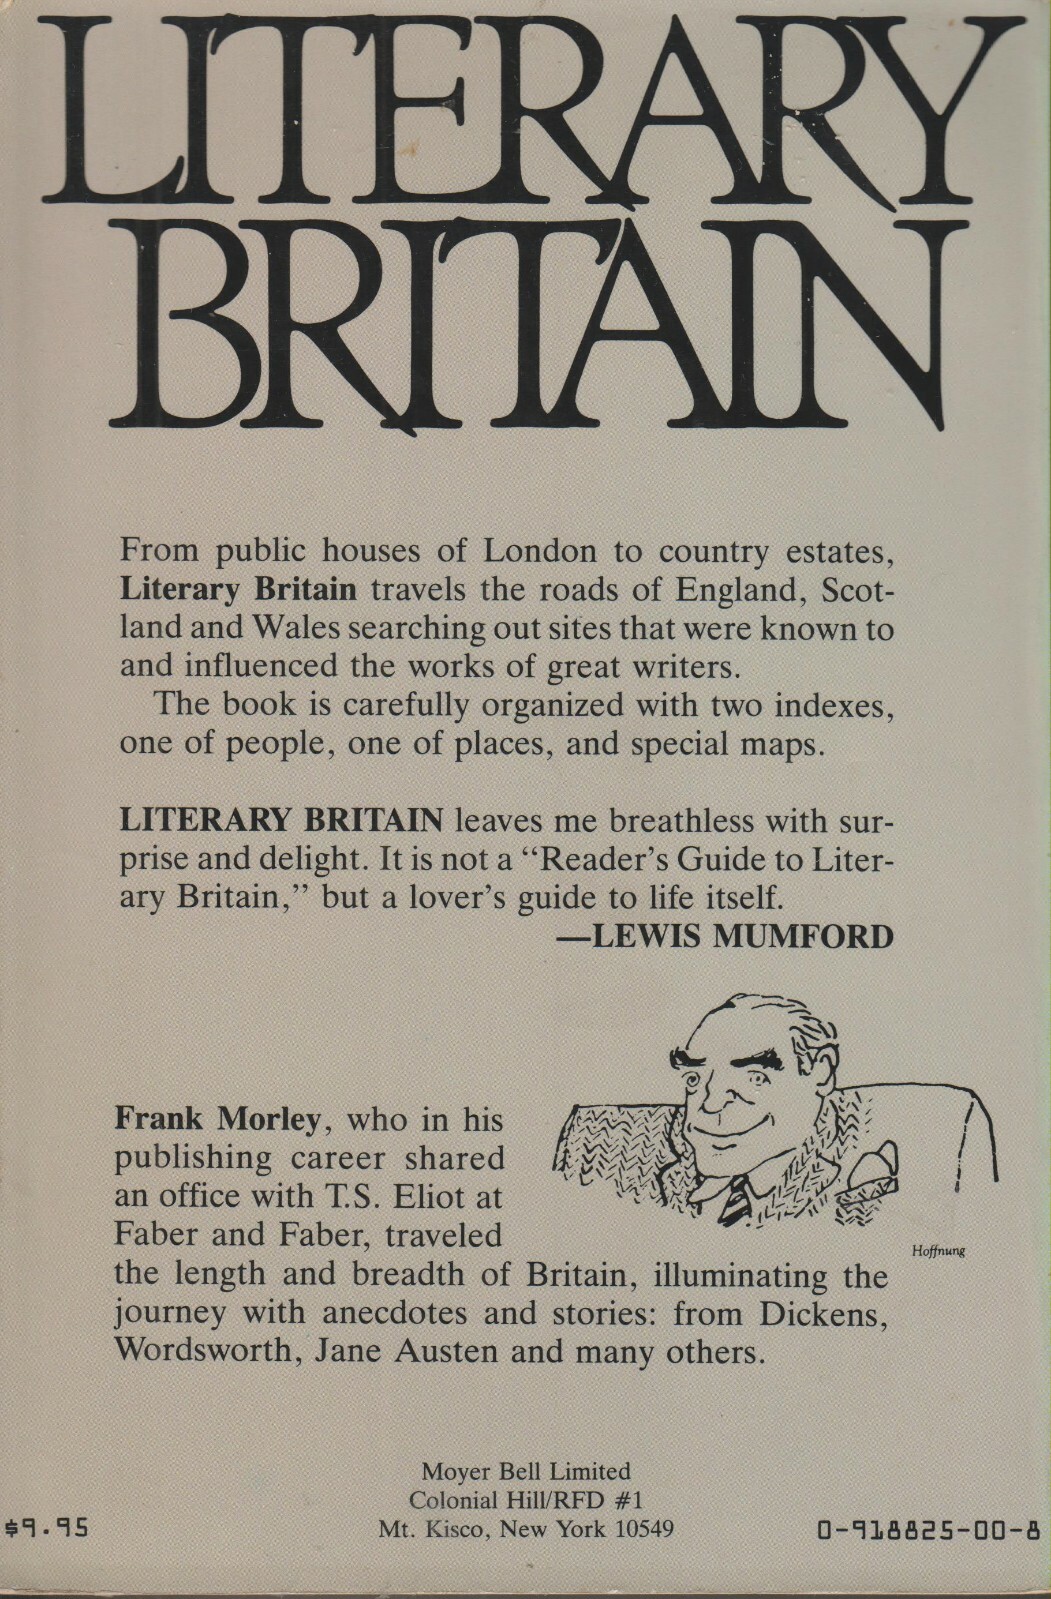 LITERARY
BRITAIN
From public houses of London to country estates,
Literary Britain travels the roads of England, Scot-
land and Wales searching out sites that were known to
and influenced the works of great writers.
The book is carefully organized with two indexes,
one of people, one of places, and special maps.
LITERARY BRITAIN leaves me breathless with sur-
prise and delight. It is not a “Reader’s Guide to Liter-
ary Britain,” but a lover’s guide to life itself.
—LEWIS MUMFORD
Frank Morley, who in his
publishing career shared
an office with T.S. Eliot at
Faber and Faber, traveled
the length and breadth of Britain, illuminating the
journey with anecdotes and stories: from Dickens,
Wordsworth, Jane Austen and many others.
Hoffnung
Moyer Bell Limited
Colonial Hill/RFD #1
Mt. Kisco, New York 10549
$9.95
0-918825-00-8